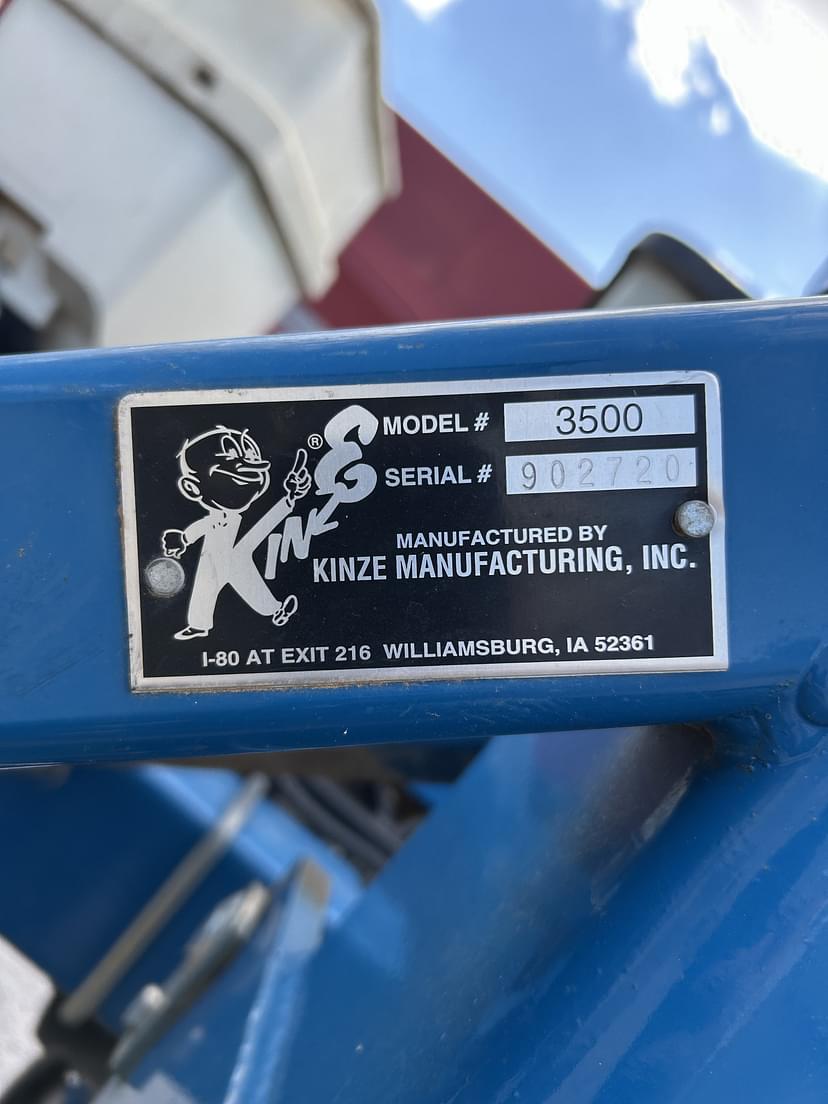 KINZE ®
MODEL # 3500
SERIAL # 902720
MANUFACTURED BY
KINZE MANUFACTURING, INC.
I-80 AT EXIT 216 WILLIAMSBURG, IA 52361